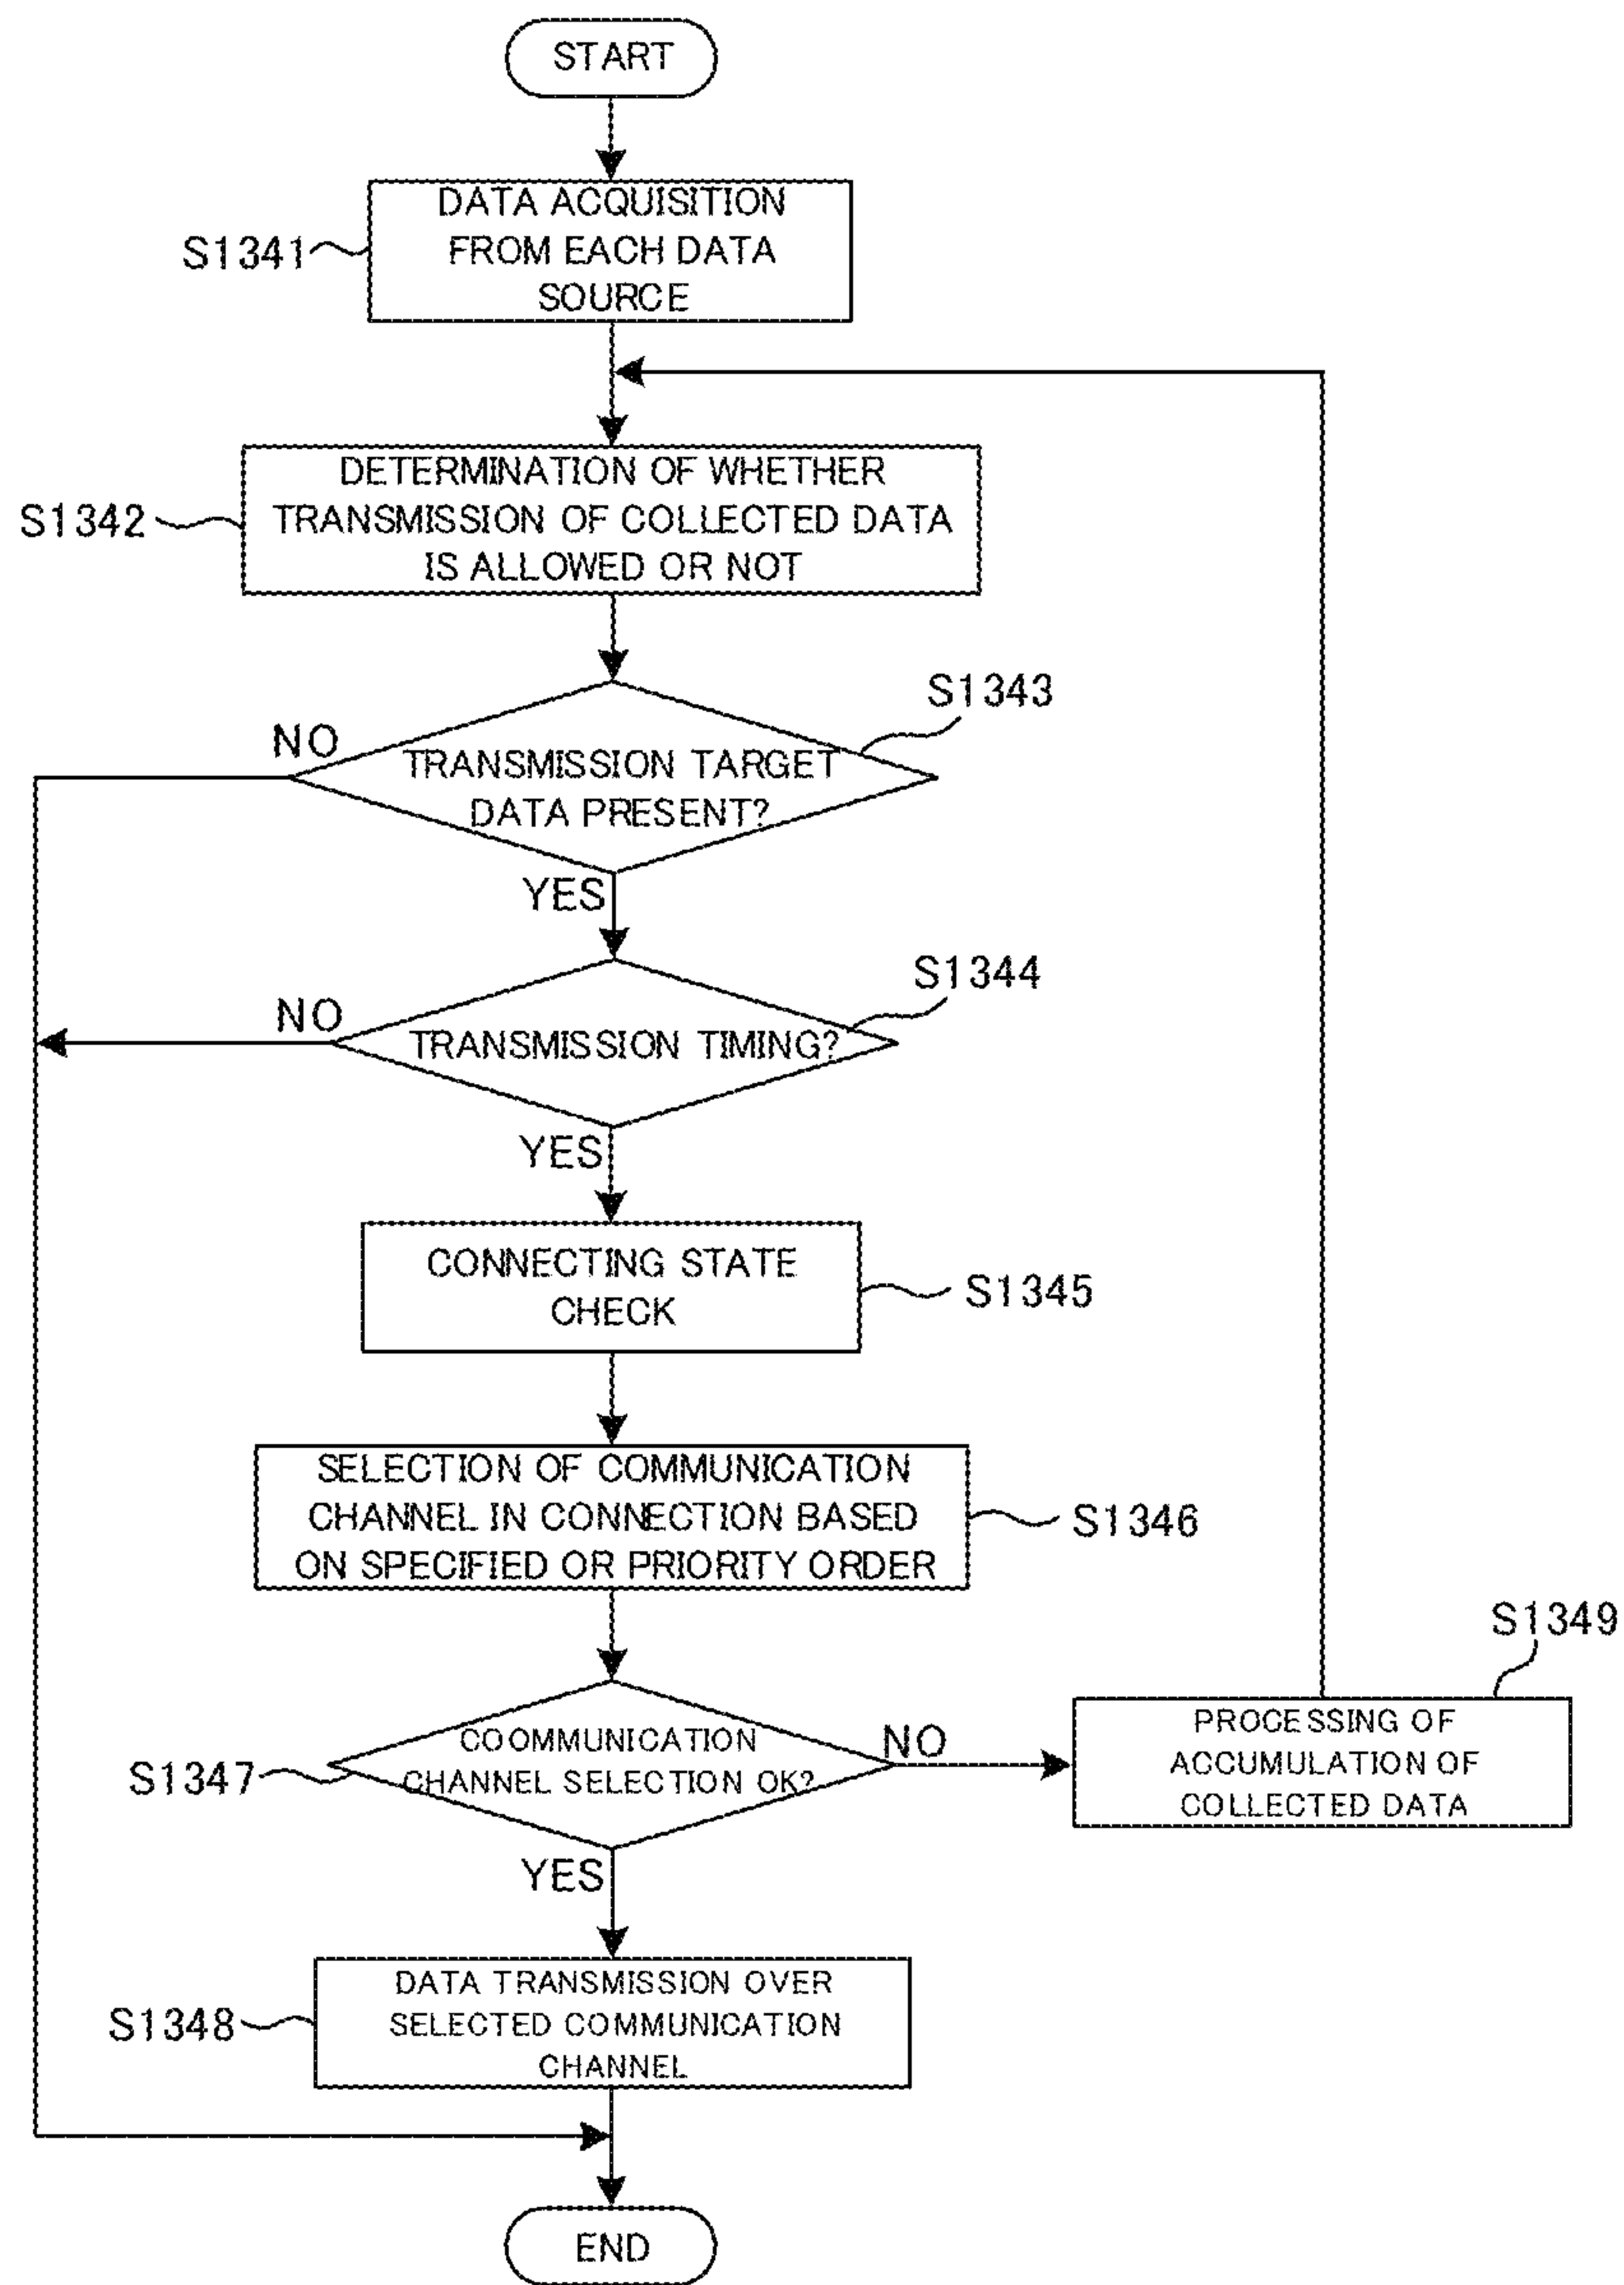 START
DATA ACQUISITION
FROM EACH DATA
SOURCE
S1341
DETERMINATION OF WHETHER
TRANSMISSION OF COLLECTED DATA
IS ALLOWED OR NOT
S1342
S1343
NO
TRANSMISSION TARGET
DATA PRESENT?
YES
S1344
NO
TRANSMISSION TIMING?
YES
CONNECTING STATE
CHECK
S1345
SELECTION OF COMMUNICATION
CHANNEL IN CONNECTION BASED
ON SPECIFIED OR PRIORITY ORDER
S1346
S1349
COOMMUNICATION
CHANNEL SELECTION OK?
S1347
NO
PROCESSING OF
ACCUMULATION OF
COLLECTED DATA
YES
DATA TRANSMISSION OVER
SELECTED COMMUNICATION
CHANNEL
S1348
END